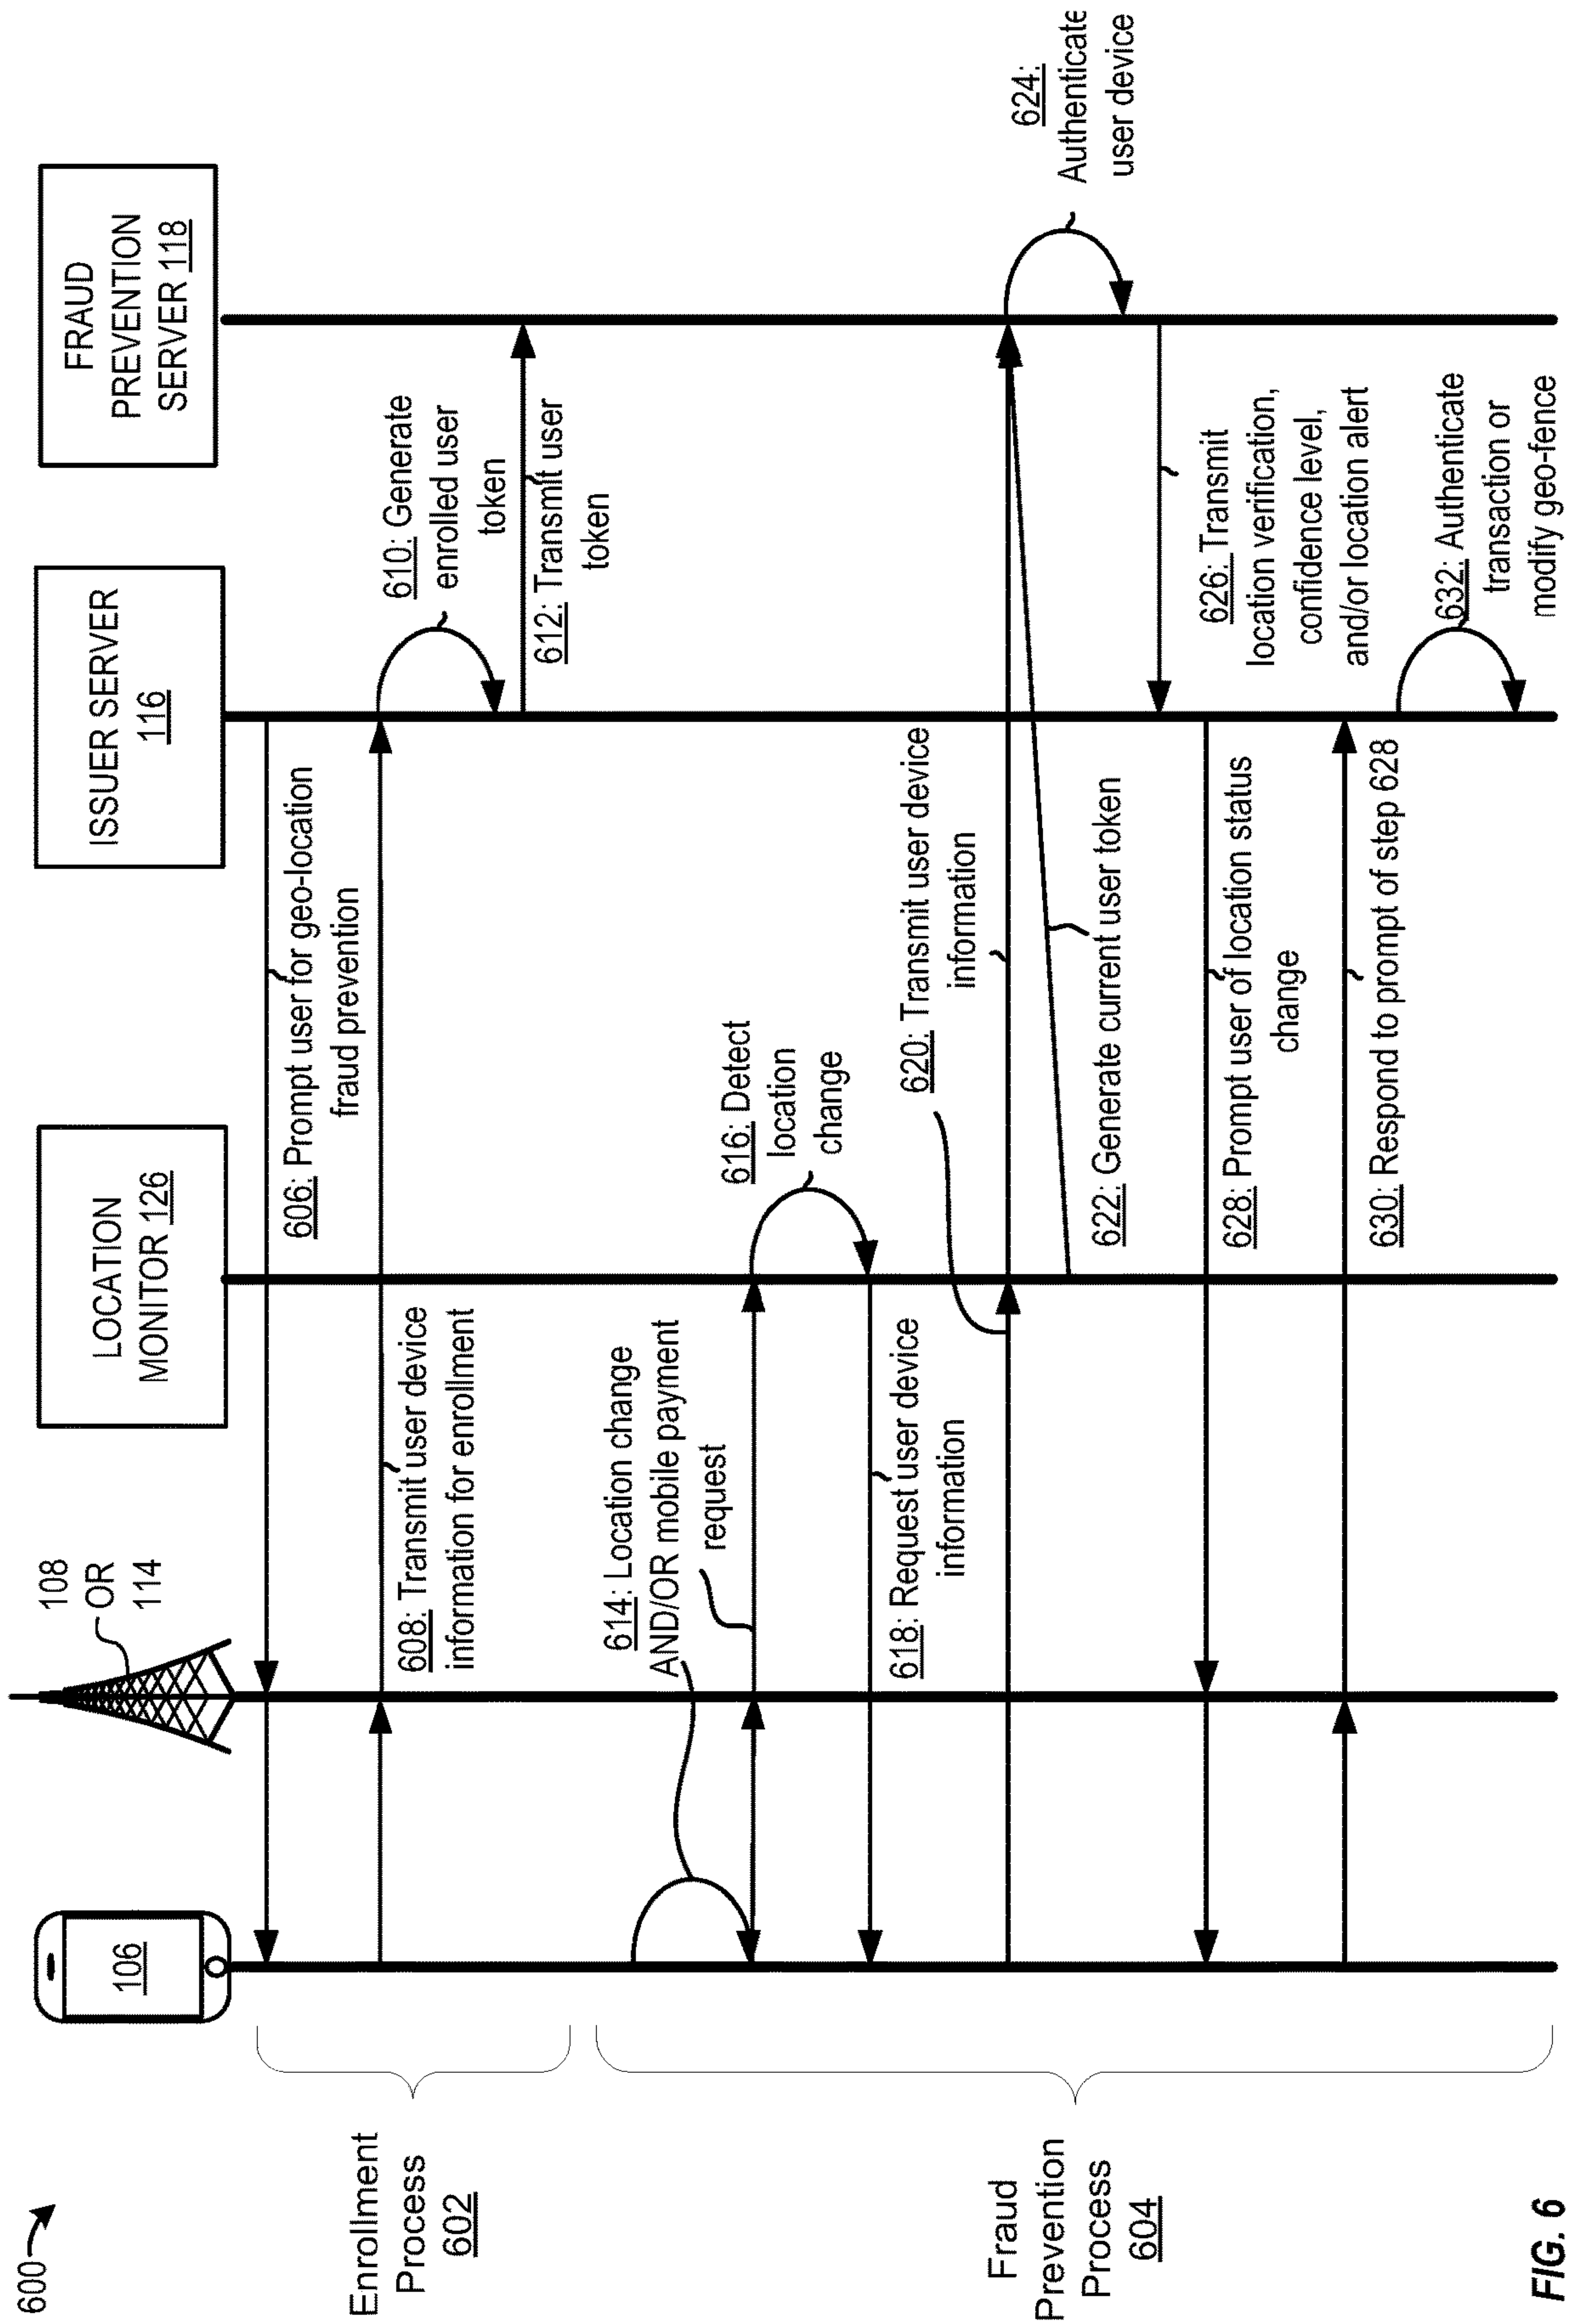 600
106
108
OR
114
LOCATION
MONITOR 126
ISSUER SERVER
116
FRAUD
PREVENTION
SERVER 118
Enrollment
Process
602
606: Prompt user for geo-location
fraud prevention
608: Transmit user device
information for enrollment
610: Generate
enrolled user
token
612: Transmit user
token
Fraud
Prevention
Process
604
614: Location change
AND/OR mobile payment
request
616: Detect
location
change
618: Request user device
information
620: Transmit user device
information
622: Generate current user token
624:
Authenticate
user device
626: Transmit
location verification,
confidence level,
and/or location alert
628: Prompt user of location status
change
630: Respond to prompt of step 628
632: Authenticate
transaction or
modify geo-fence
FIG. 6